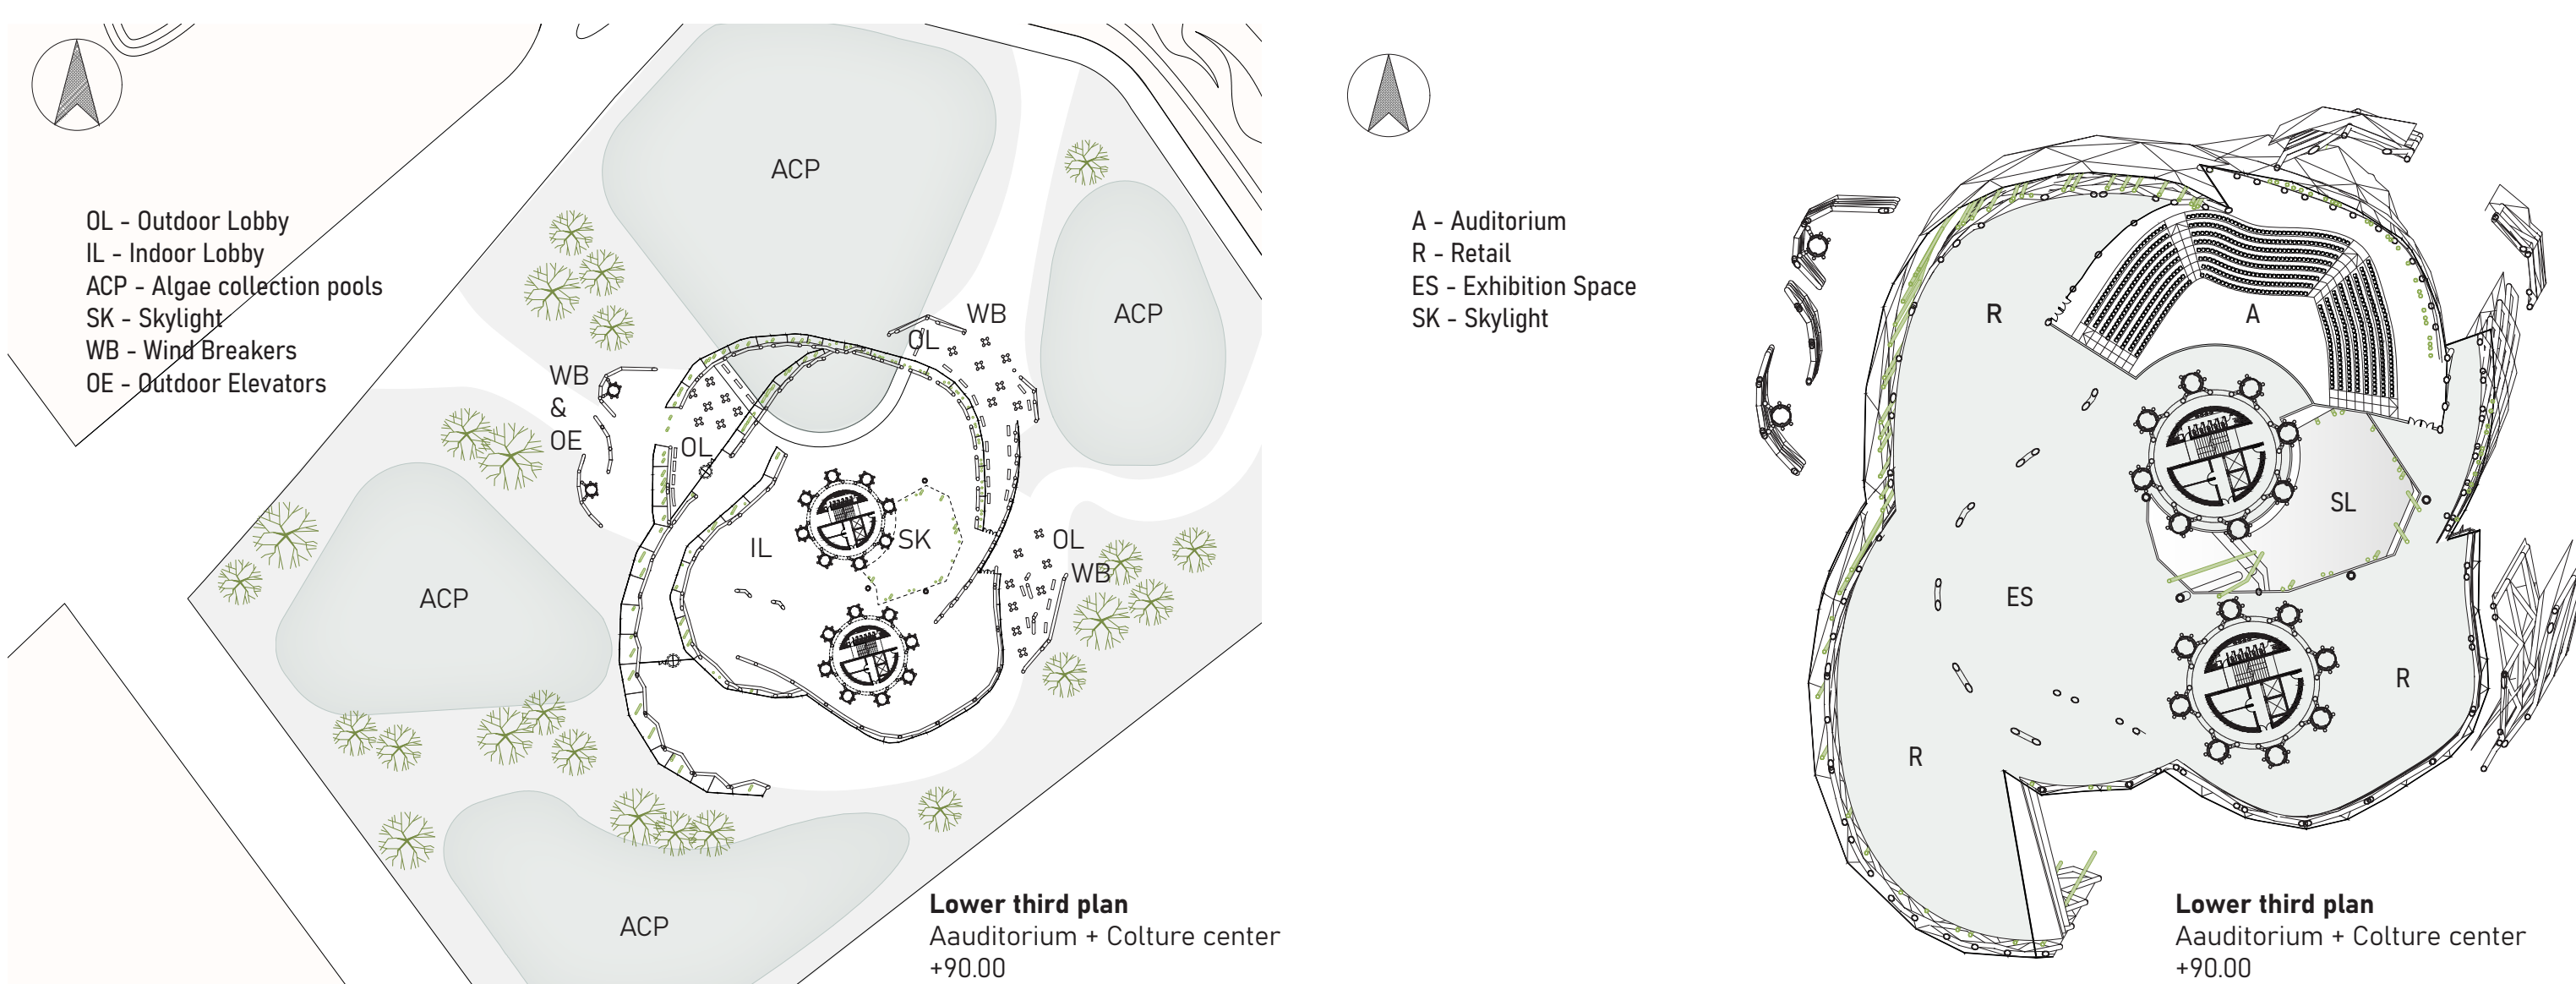 OL - Outdoor Lobby
IL - Indoor Lobby
ACP - Algae collection pools
SK - Skylight
WB - Wind Breakers
OE - Outdoor Elevators
ACP
ACP
WB
OL
WB
&
OE
OL
IL
SK
OL
WB
ACP
ACP
Lower third plan
Aauditorium + Colture center
+90.00
A - Auditorium
R - Retail
ES - Exhibition Space
SK - Skylight
R
A
SL
ES
R
R
Lower third plan
Aauditorium + Colture center
+90.00